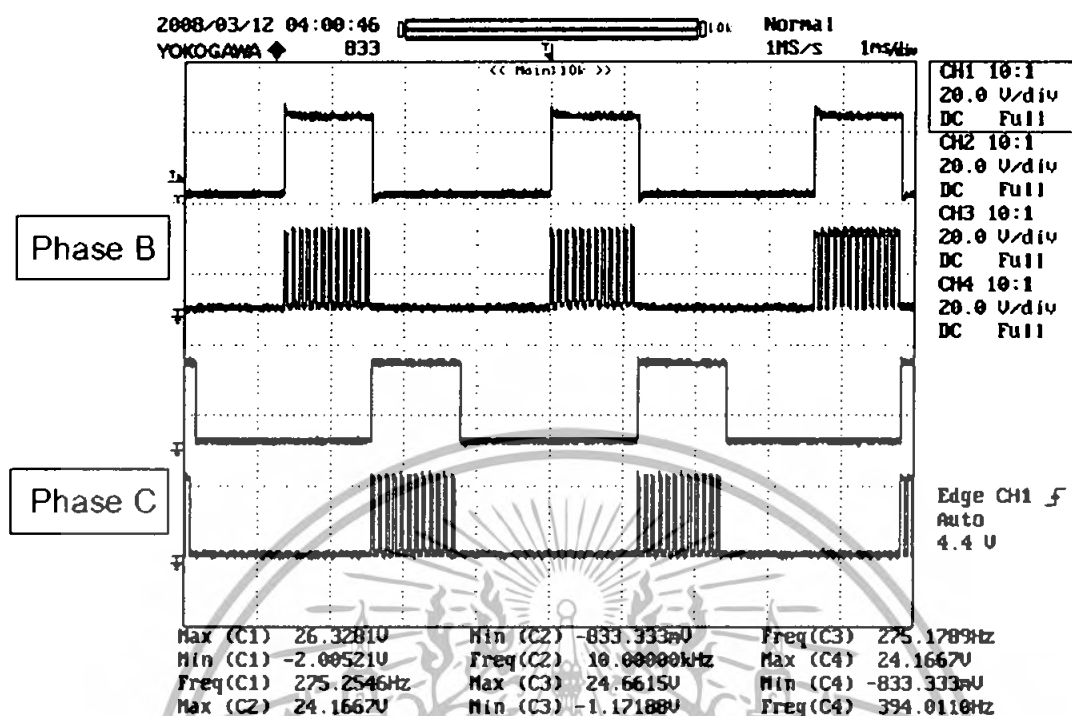 2008/03/12 04:00:46
10k
Normal
YOKOGAWA
833
1MS/s
1ms/div
<< Main:10k >>
CH1 10:1
20.0 V/div
DC Full
CH2 10:1
20.0 V/div
DC Full
CH3 10:1
20.0 V/div
DC Full
CH4 10:1
20.0 V/div
DC Full
Phase B
Phase C
Edge CH1
Auto
4.4 V
Max (C1) 26.3281V Min (C2) -833.333mV Freq(C3) 275.1789Hz
Min (C1) -2.00521V Freq(C2) 10.00000kHz Max (C4) 24.1667V
Freq(C1) 275.2546Hz Max (C3) 24.6615V Min (C4) -833.333mV
Max (C2) 24.1667V Min (C3) -1.17188V Freq(C4) 394.0110Hz